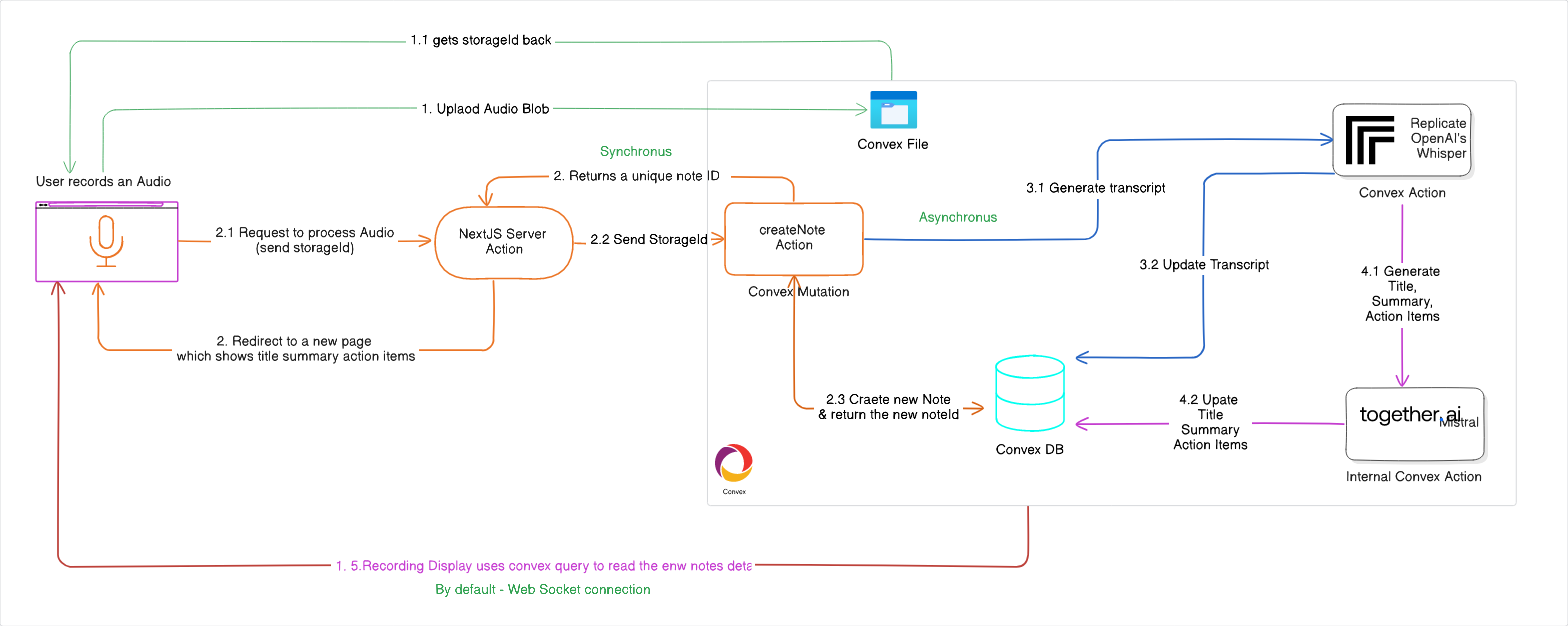 1.1 gets storageId back
1. Uplaod Audio Blob
Convex File
Replicate
OpenAI's
Whisper
Convex Action
Synchronus
2. Returns a unique note ID
User records an Audio
3.1 Generate transcript
Asynchronus
2.1 Request to process Audio
(send storageId)
NextJS Server
Action
2.2 Send StorageId
createNote
Action
Convex Mutation
3.2 Update Transcript
4.1 Generate
Title,
Summary,
Action Items
2. Redirect to a new page
which shows title summary action items
2.3 Craete new Note
& return the new noteId
Convex DB
4.2 Upate
Title
Summary
Action Items
together.ai
Mistral
Internal Convex Action
Convex
1. 5.Recording Display uses convex query to read the enw notes deta
By default - Web Socket connection